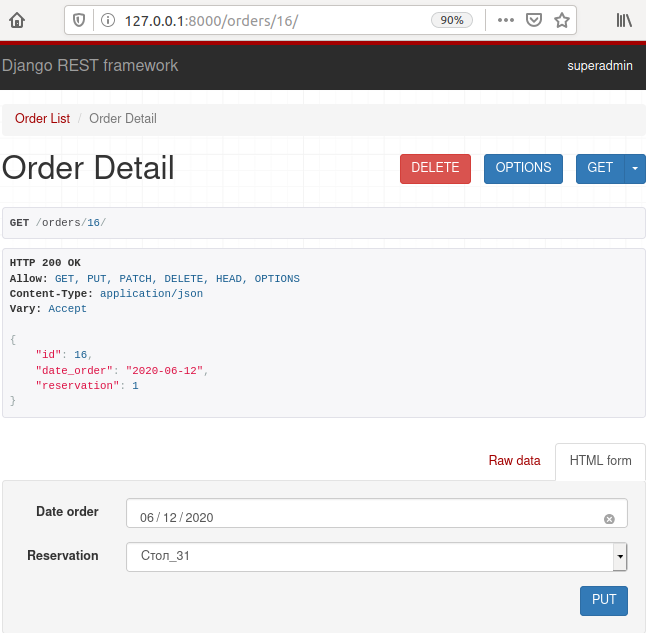 127.0.0.1:8000/orders/16/ 90%
Django REST framework superadmin
Order List / Order Detail
Order Detail DELETE OPTIONS GET
GET /orders/16/
HTTP 200 OK
Allow: GET, PUT, PATCH, DELETE, HEAD, OPTIONS
Content-Type: application/json
Vary: Accept
{
"id": 16,
"date_order": "2020-06-12",
"reservation": 1
}
Raw data HTML form
Date order 06 / 12 / 2020
Reservation Стол_31
PUT